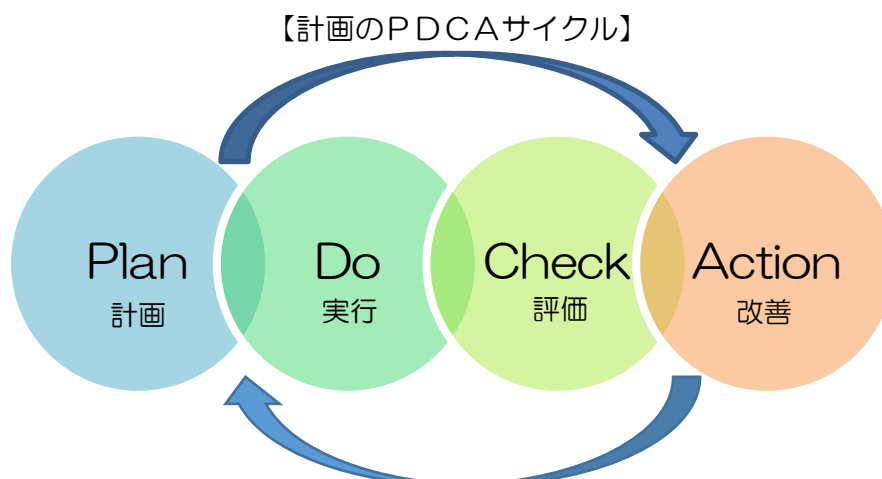 【計画のＰＤＣＡサイクル】
Plan
計画
Do
実行
Check
評価
Action
改善